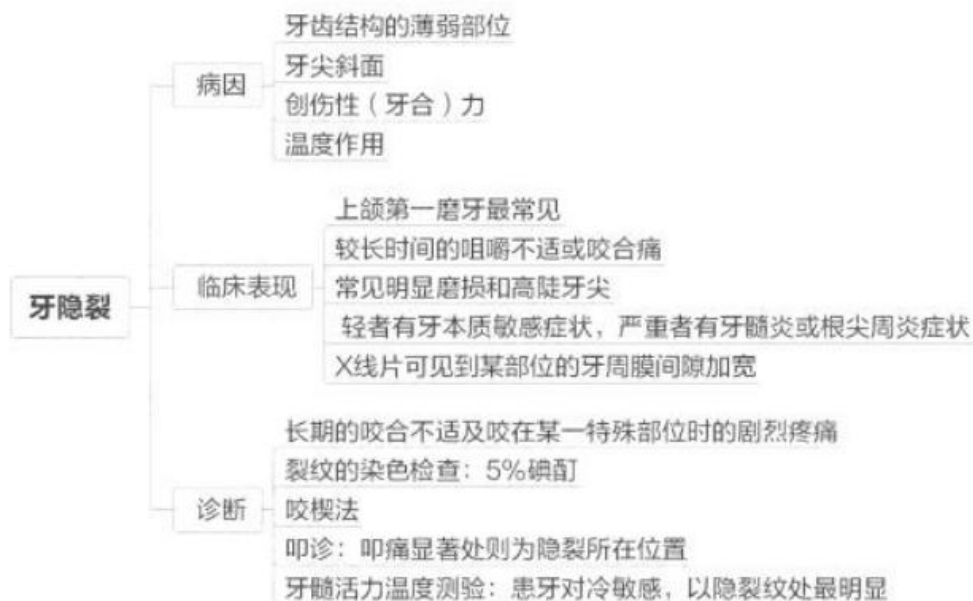 牙隐裂
病因
牙齿结构的薄弱部位
牙尖斜面
创伤性（牙合）力
温度作用
临床表现
上颌第一磨牙最常见
较长时间的咀嚼不适或咬合痛
常见明显磨损和高陡牙尖
轻者有牙本质敏感症状，严重者有牙髓炎或根尖周炎症状
X线片可见到某部位的牙周膜间隙加宽
诊断
长期的咬合不适及咬在某一特殊部位时的剧烈疼痛
裂纹的染色检查：5%碘酊
咬楔法
叩诊：叩痛显著处则为隐裂所在位置
牙髓活力温度测验：患牙对冷敏感，以隐裂纹处最明显